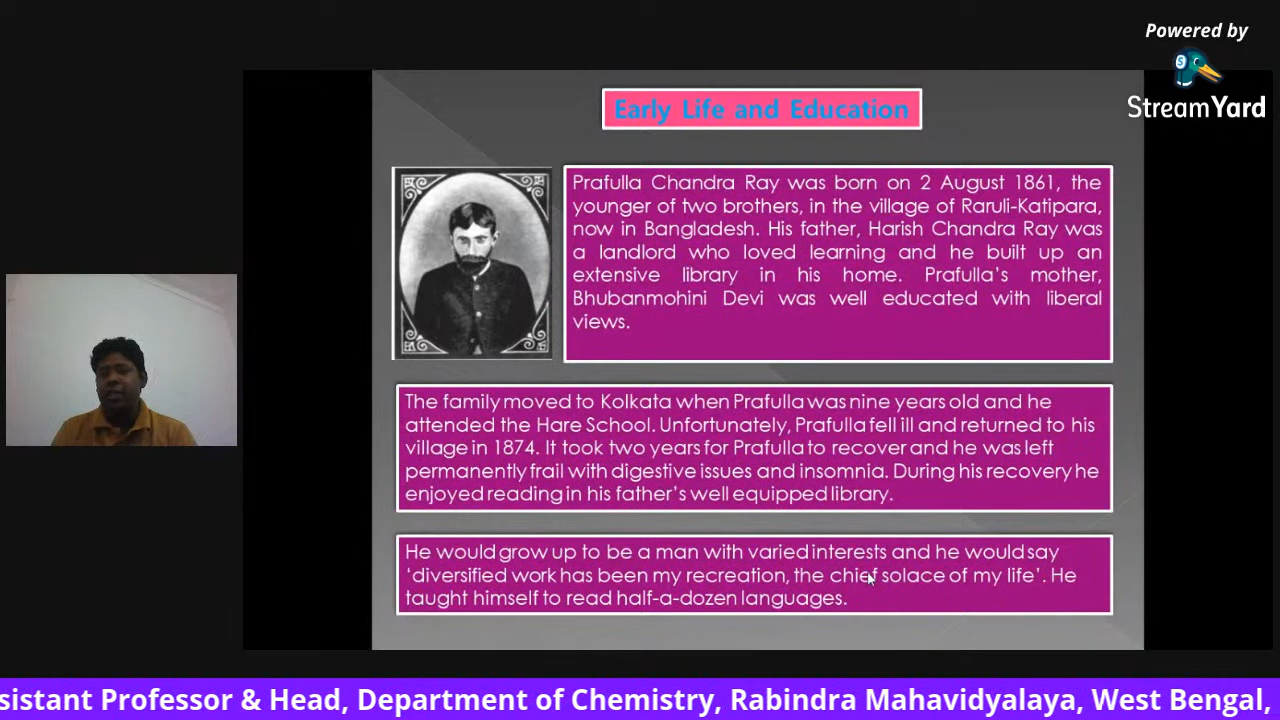 Powered by
StreamYard
Early Life and Education
Prafulla Chandra Ray was born on 2 August 1861, the
younger of two brothers, in the village of Raruli-Katipara,
now in Bangladesh. His father, Harish Chandra Ray was
a landlord who loved learning and he built up an
extensive library in his home. Prafulla's mother,
Bhubanmohini Devi was well educated with liberal
views.
The family moved to Kolkata when Prafulla was nine years old and he
attended the Hare School. Unfortunately, Prafulla fell ill and returned to his
village in 1874. It took two years for Prafulla to recover and he was left
permanently frail with digestive issues and insomnia. During his recovery he
enjoyed reading in his father's well equipped library.
He would grow up to be a man with varied interests and he would say
‘diversified work has been my recreation, the chief solace of my life’. He
taught himself to read half-a-dozen languages.
sistant Professor & Head, Department of Chemistry, Rabindra Mahavidyalaya, West Bengal,